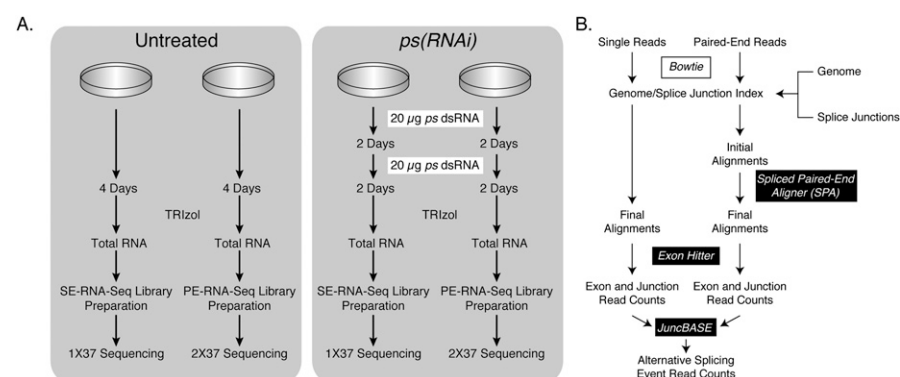 A.
Untreated
4 Days
4 Days
TRIzol
Total RNA
Total RNA
SE-RNA-Seq Library
Preparation
PE-RNA-Seq Library
Preparation
1X37 Sequencing
2X37 Sequencing
ps(RNAi)
20 µg ps dsRNA
2 Days
2 Days
20 µg ps dsRNA
2 Days
2 Days
TRIzol
Total RNA
Total RNA
SE-RNA-Seq Library
Preparation
PE-RNA-Seq Library
Preparation
1X37 Sequencing
2X37 Sequencing
B.
Single Reads
Paired-End Reads
Bowtie
Genome/Splice Junction Index
Genome
Splice Junctions
Initial
Alignments
Spliced Paired-End
Aligner (SPA)
Final
Alignments
Final
Alignments
Exon Hitter
Exon and Junction
Read Counts
Exon and Junction
Read Counts
JuncBASE
Alternative Splicing
Event Read Counts